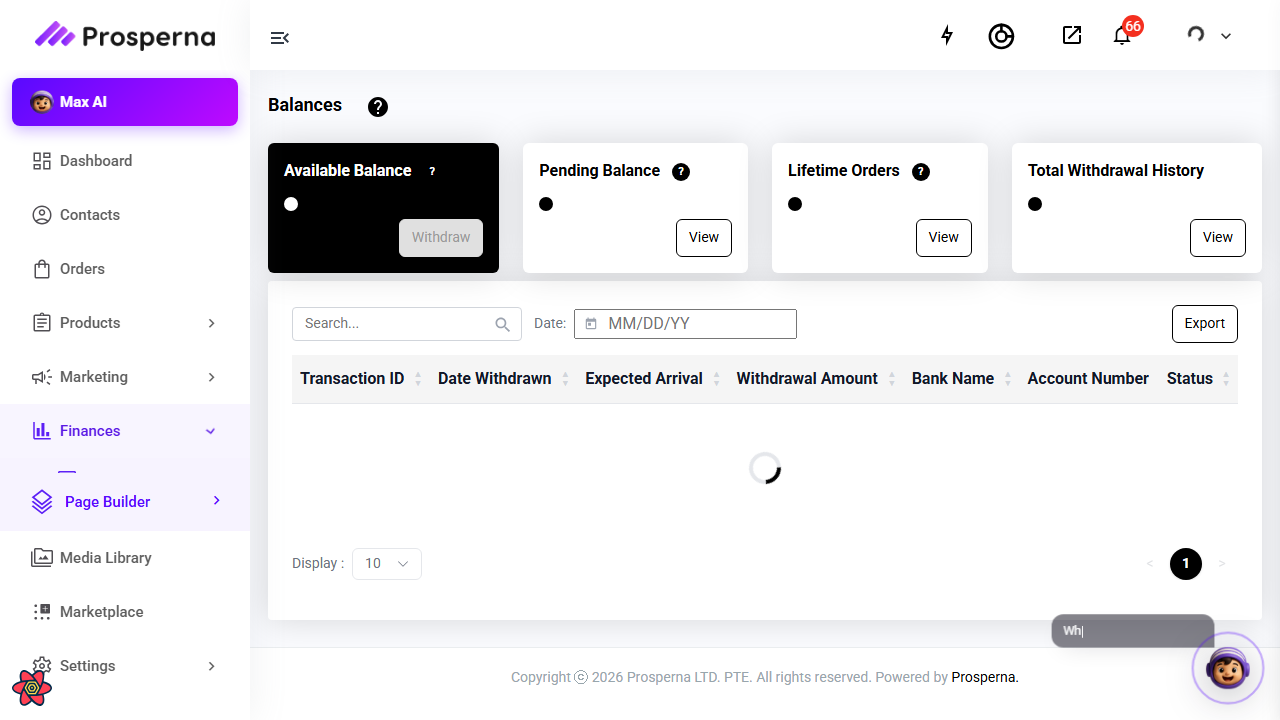 Prosperna
66
Max AI
Dashboard
Contacts
Orders
Products
Marketing
Finances
Page Builder
Media Library
Marketplace
Settings
Balances ?
Available Balance ?
Withdraw
Pending Balance ?
View
Lifetime Orders ?
View
Total Withdrawal History
View
Search...
Date: MM/DD/YY
Export
Transaction ID Date Withdrawn Expected Arrival Withdrawal Amount Bank Name Account Number Status
Display : 10
< 1 >
Wh
Copyright © 2026 Prosperna LTD. PTE. All rights reserved. Powered by Prosperna.